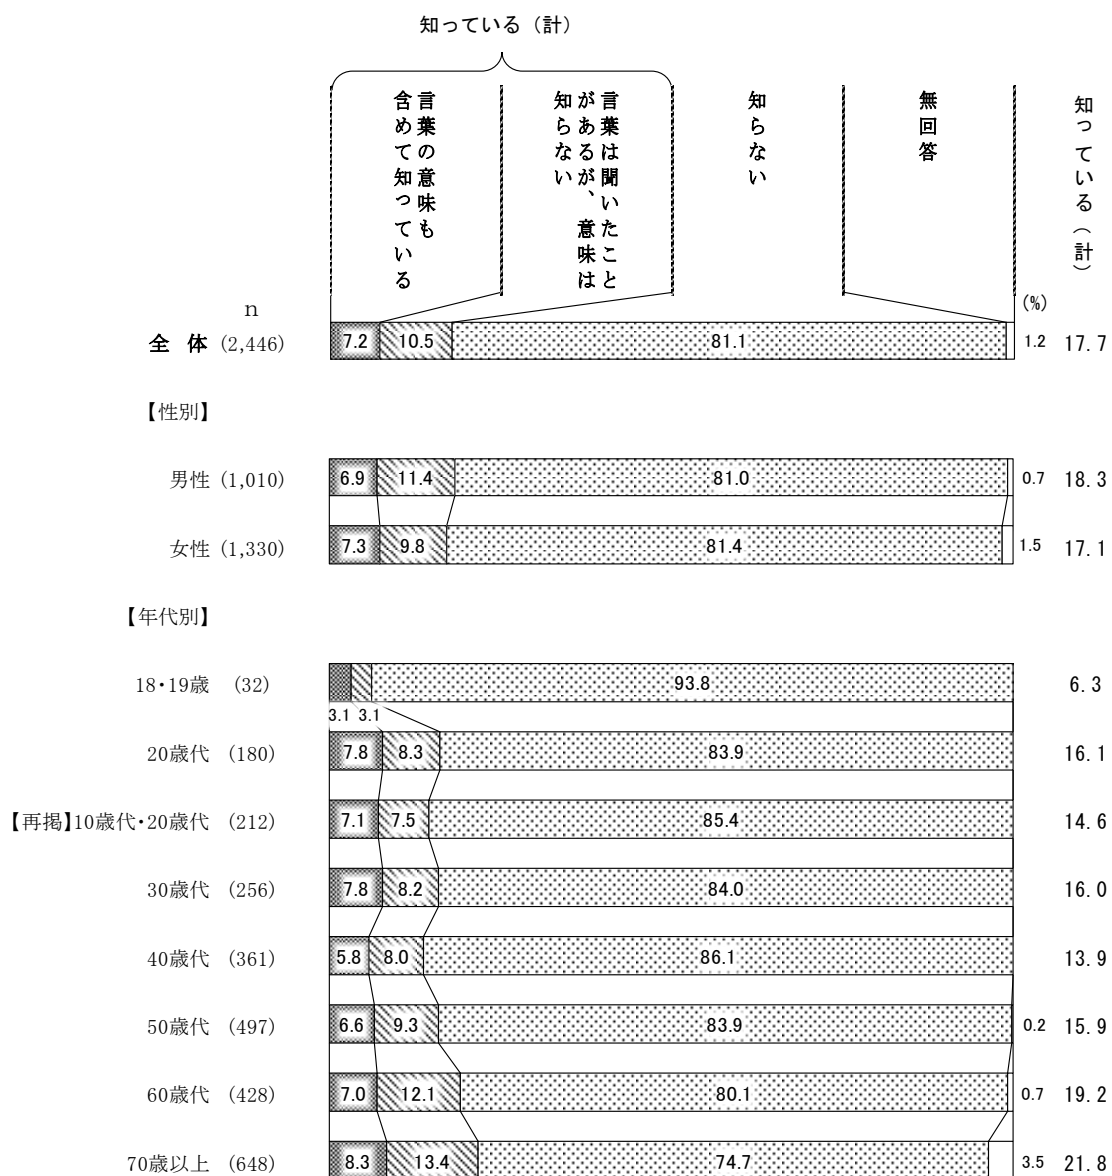 知っている（計）
言葉の意味も
含めて知っている
言葉は聞いたこと
があるが、意味は
知らない
知らない
無回答
知っている（計）
n
(%)
全 体 (2,446) 7.2 10.5 81.1 1.2 17.7
【性別】
男性 (1,010) 6.9 11.4 81.0 0.7 18.3
女性 (1,330) 7.3 9.8 81.4 1.5 17.1
【年代別】
18・19歳 (32) 93.8 6.3
3.1 3.1
20歳代 (180) 7.8 8.3 83.9 16.1
【再掲】10歳代・20歳代 (212) 7.1 7.5 85.4 14.6
30歳代 (256) 7.8 8.2 84.0 16.0
40歳代 (361) 5.8 8.0 86.1 13.9
50歳代 (497) 6.6 9.3 83.9 0.2 15.9
60歳代 (428) 7.0 12.1 80.1 0.7 19.2
70歳以上 (648) 8.3 13.4 74.7 3.5 21.8